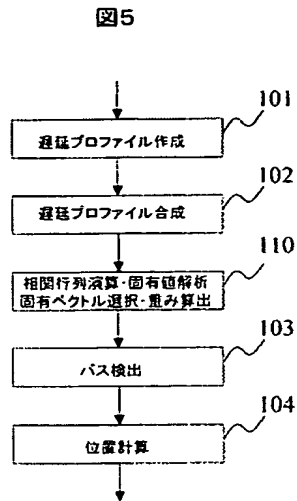 図5
101
遅延プロファイル作成
102
遅延プロファイル合成
110
相関行列演算・固有値解析
固有ベクトル選択・重み算出
103
パス検出
104
位置計算